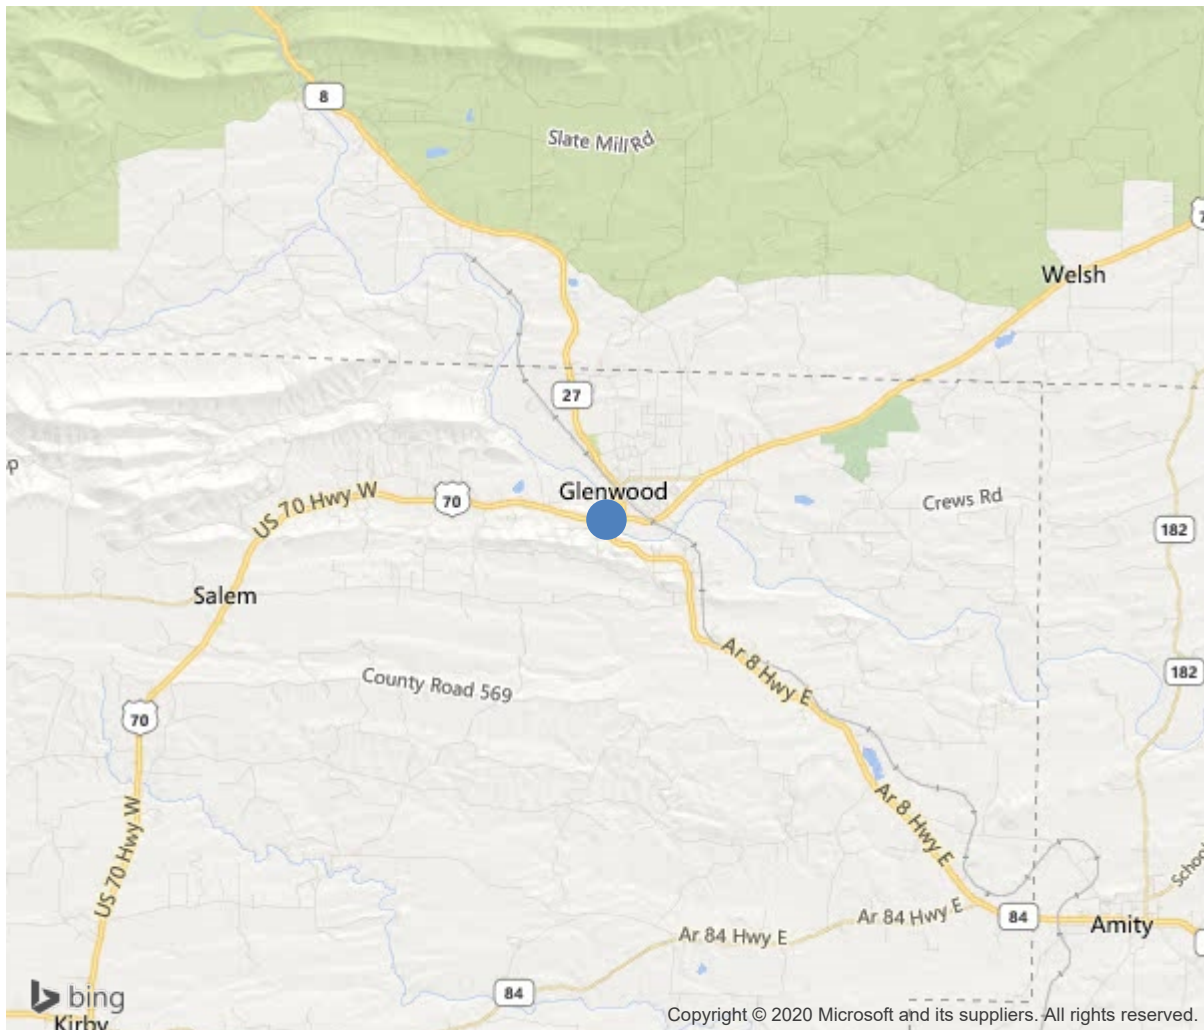 8
Slate Mill Rd
7
Welsh
27
Glenwood
70
US 70 Hwy W
Crews Rd
182
Salem
Ar 8 Hwy E
County Road 569
182
70
Ar 8 Hwy E
US 70 Hwy W
School
Ar 84 Hwy E
Ar 84 Hwy E
84
Amity
84
bing
Kirby
Copyright © 2020 Microsoft and its suppliers. All rights reserved.